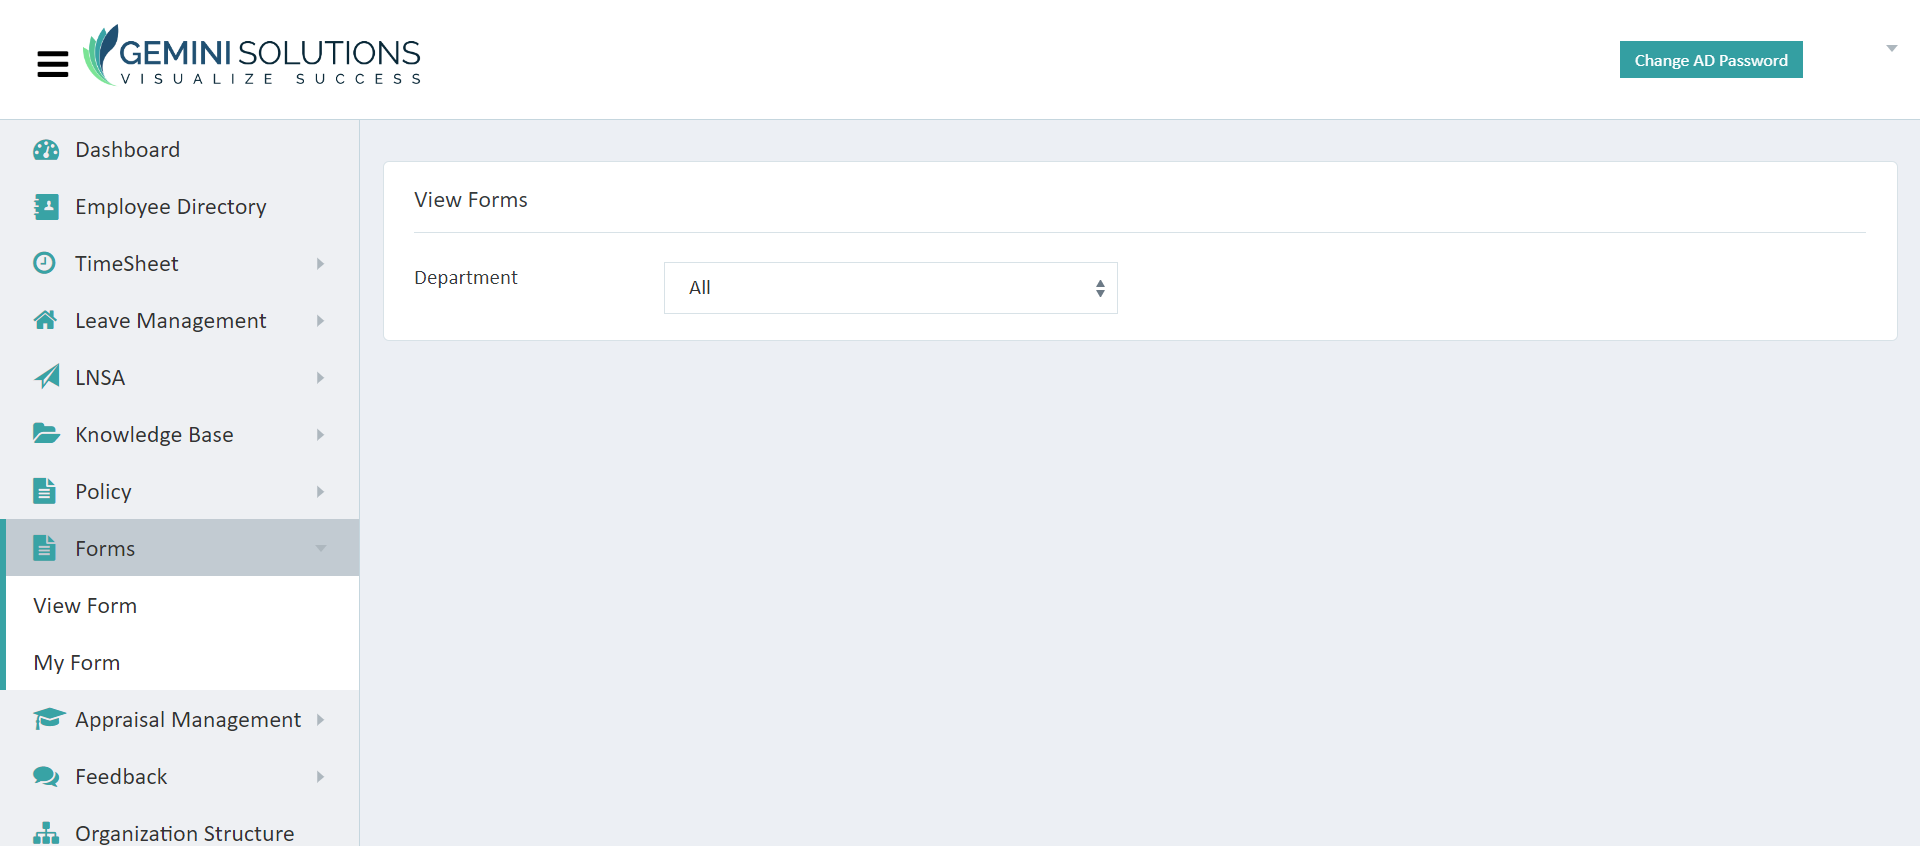 GEMINI SOLUTIONS
VISUALIZE SUCCESS
Change AD Password
Dashboard
Employee Directory
TimeSheet
Leave Management
LNSA
Knowledge Base
Policy
Forms
View Form
My Form
Appraisal Management
Feedback
Organization Structure
View Forms
Department
All